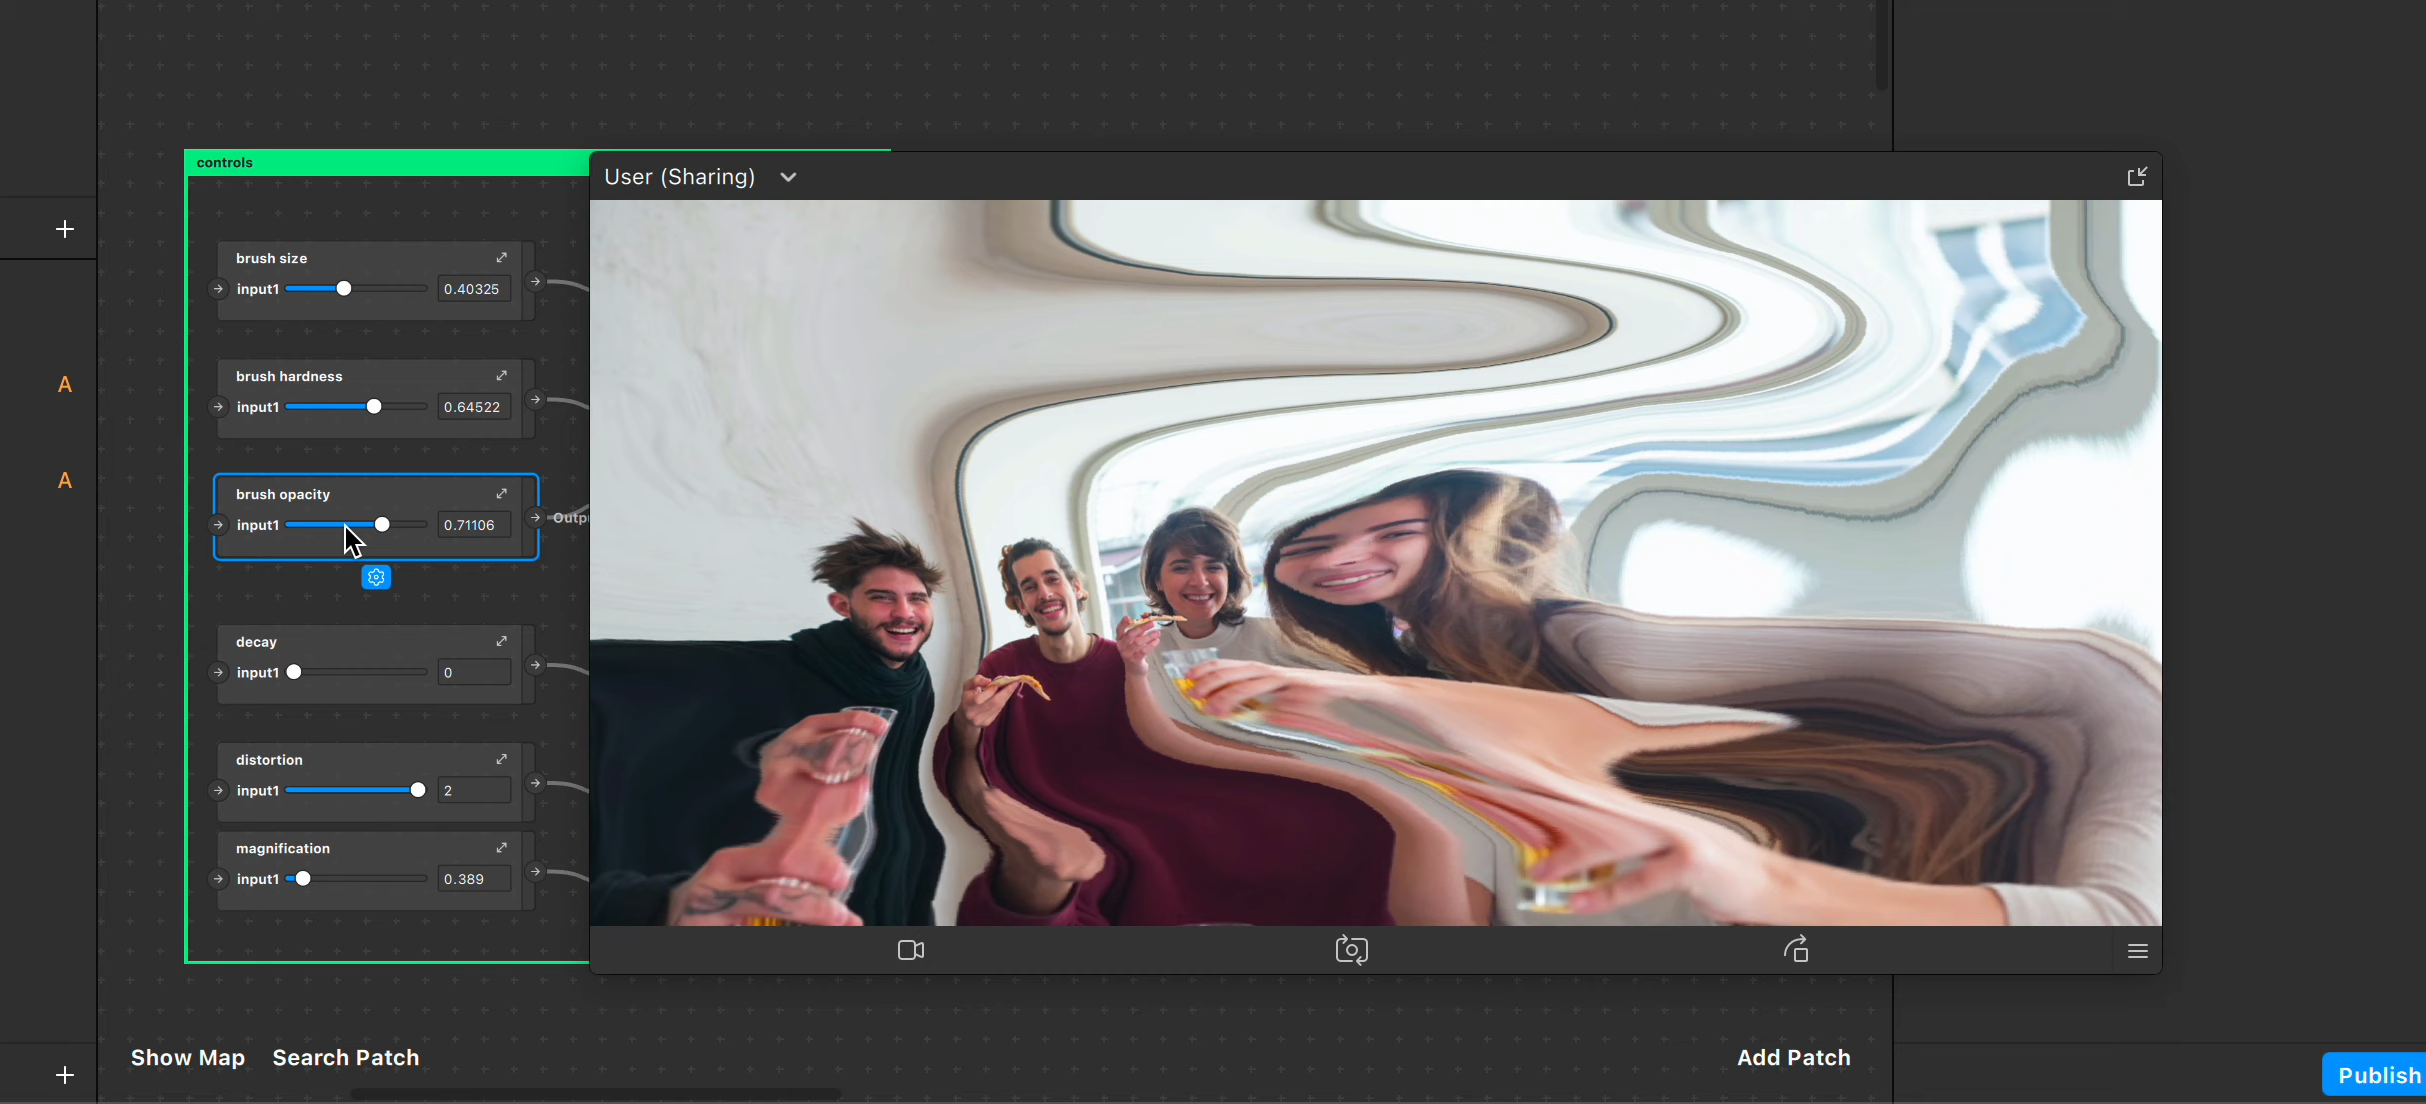 controls
User (Sharing)
brush size
input1 0.40325
brush hardness
input1 0.64522
A
A
brush opacity
input1 0.71106
decay
input1 0
distortion
input1 2
magnification
input1 0.389
Show Map Search Patch
Add Patch
Publish